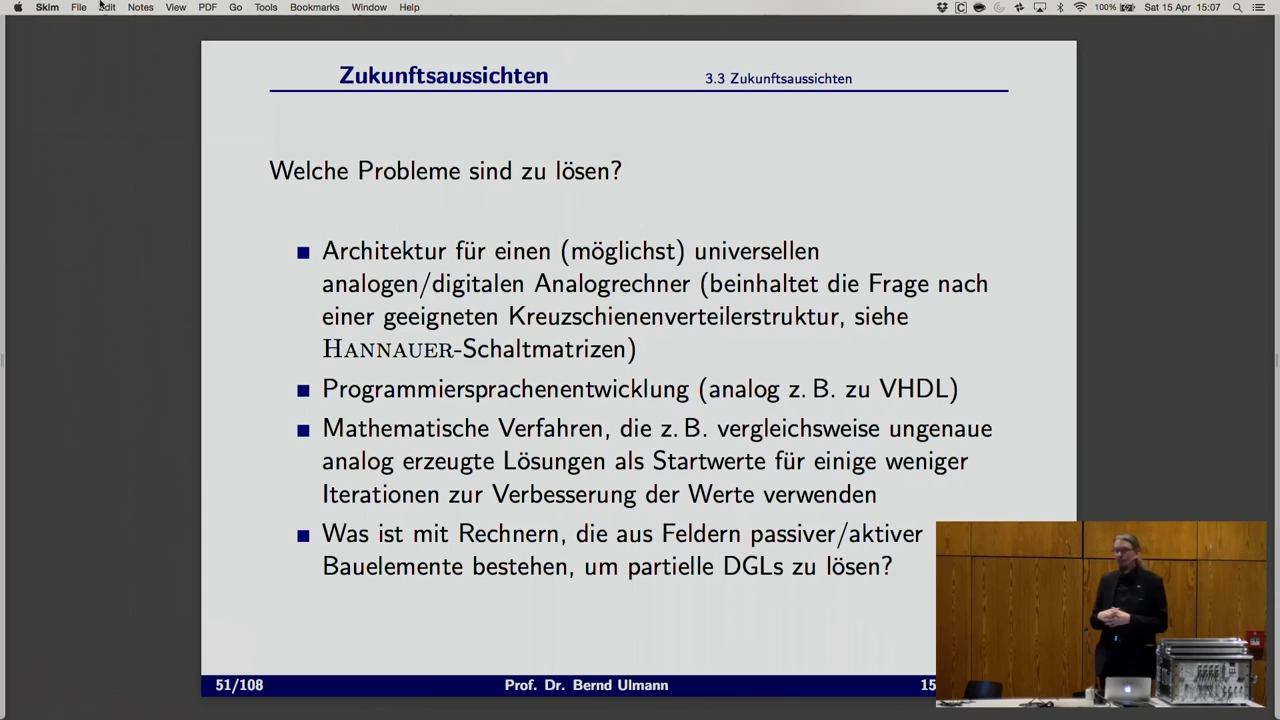 Skim File Edit Notes View PDF Go Tools Bookmarks Window Help 100% Sat 15 Apr 15:07
Zukunftsaussichten 3.3 Zukunftsaussichten
Welche Probleme sind zu lösen?
Architektur für einen (möglichst) universellen
analogen/digitalen Analogrechner (beinhaltet die Frage nach
einer geeigneten Kreuzschienenverteilerstruktur, siehe
HANNAUER-Schaltmatrizen)
Programmiersprachenentwicklung (analog z. B. zu VHDL)
Mathematische Verfahren, die z. B. vergleichsweise ungenaue
analog erzeugte Lösungen als Startwerte für einige weniger
Iterationen zur Verbesserung der Werte verwenden
Was ist mit Rechnern, die aus Feldern passiver/aktiver
Bauelemente bestehen, um partielle DGLs zu lösen?
51/108 Prof. Dr. Bernd Ulmann 15